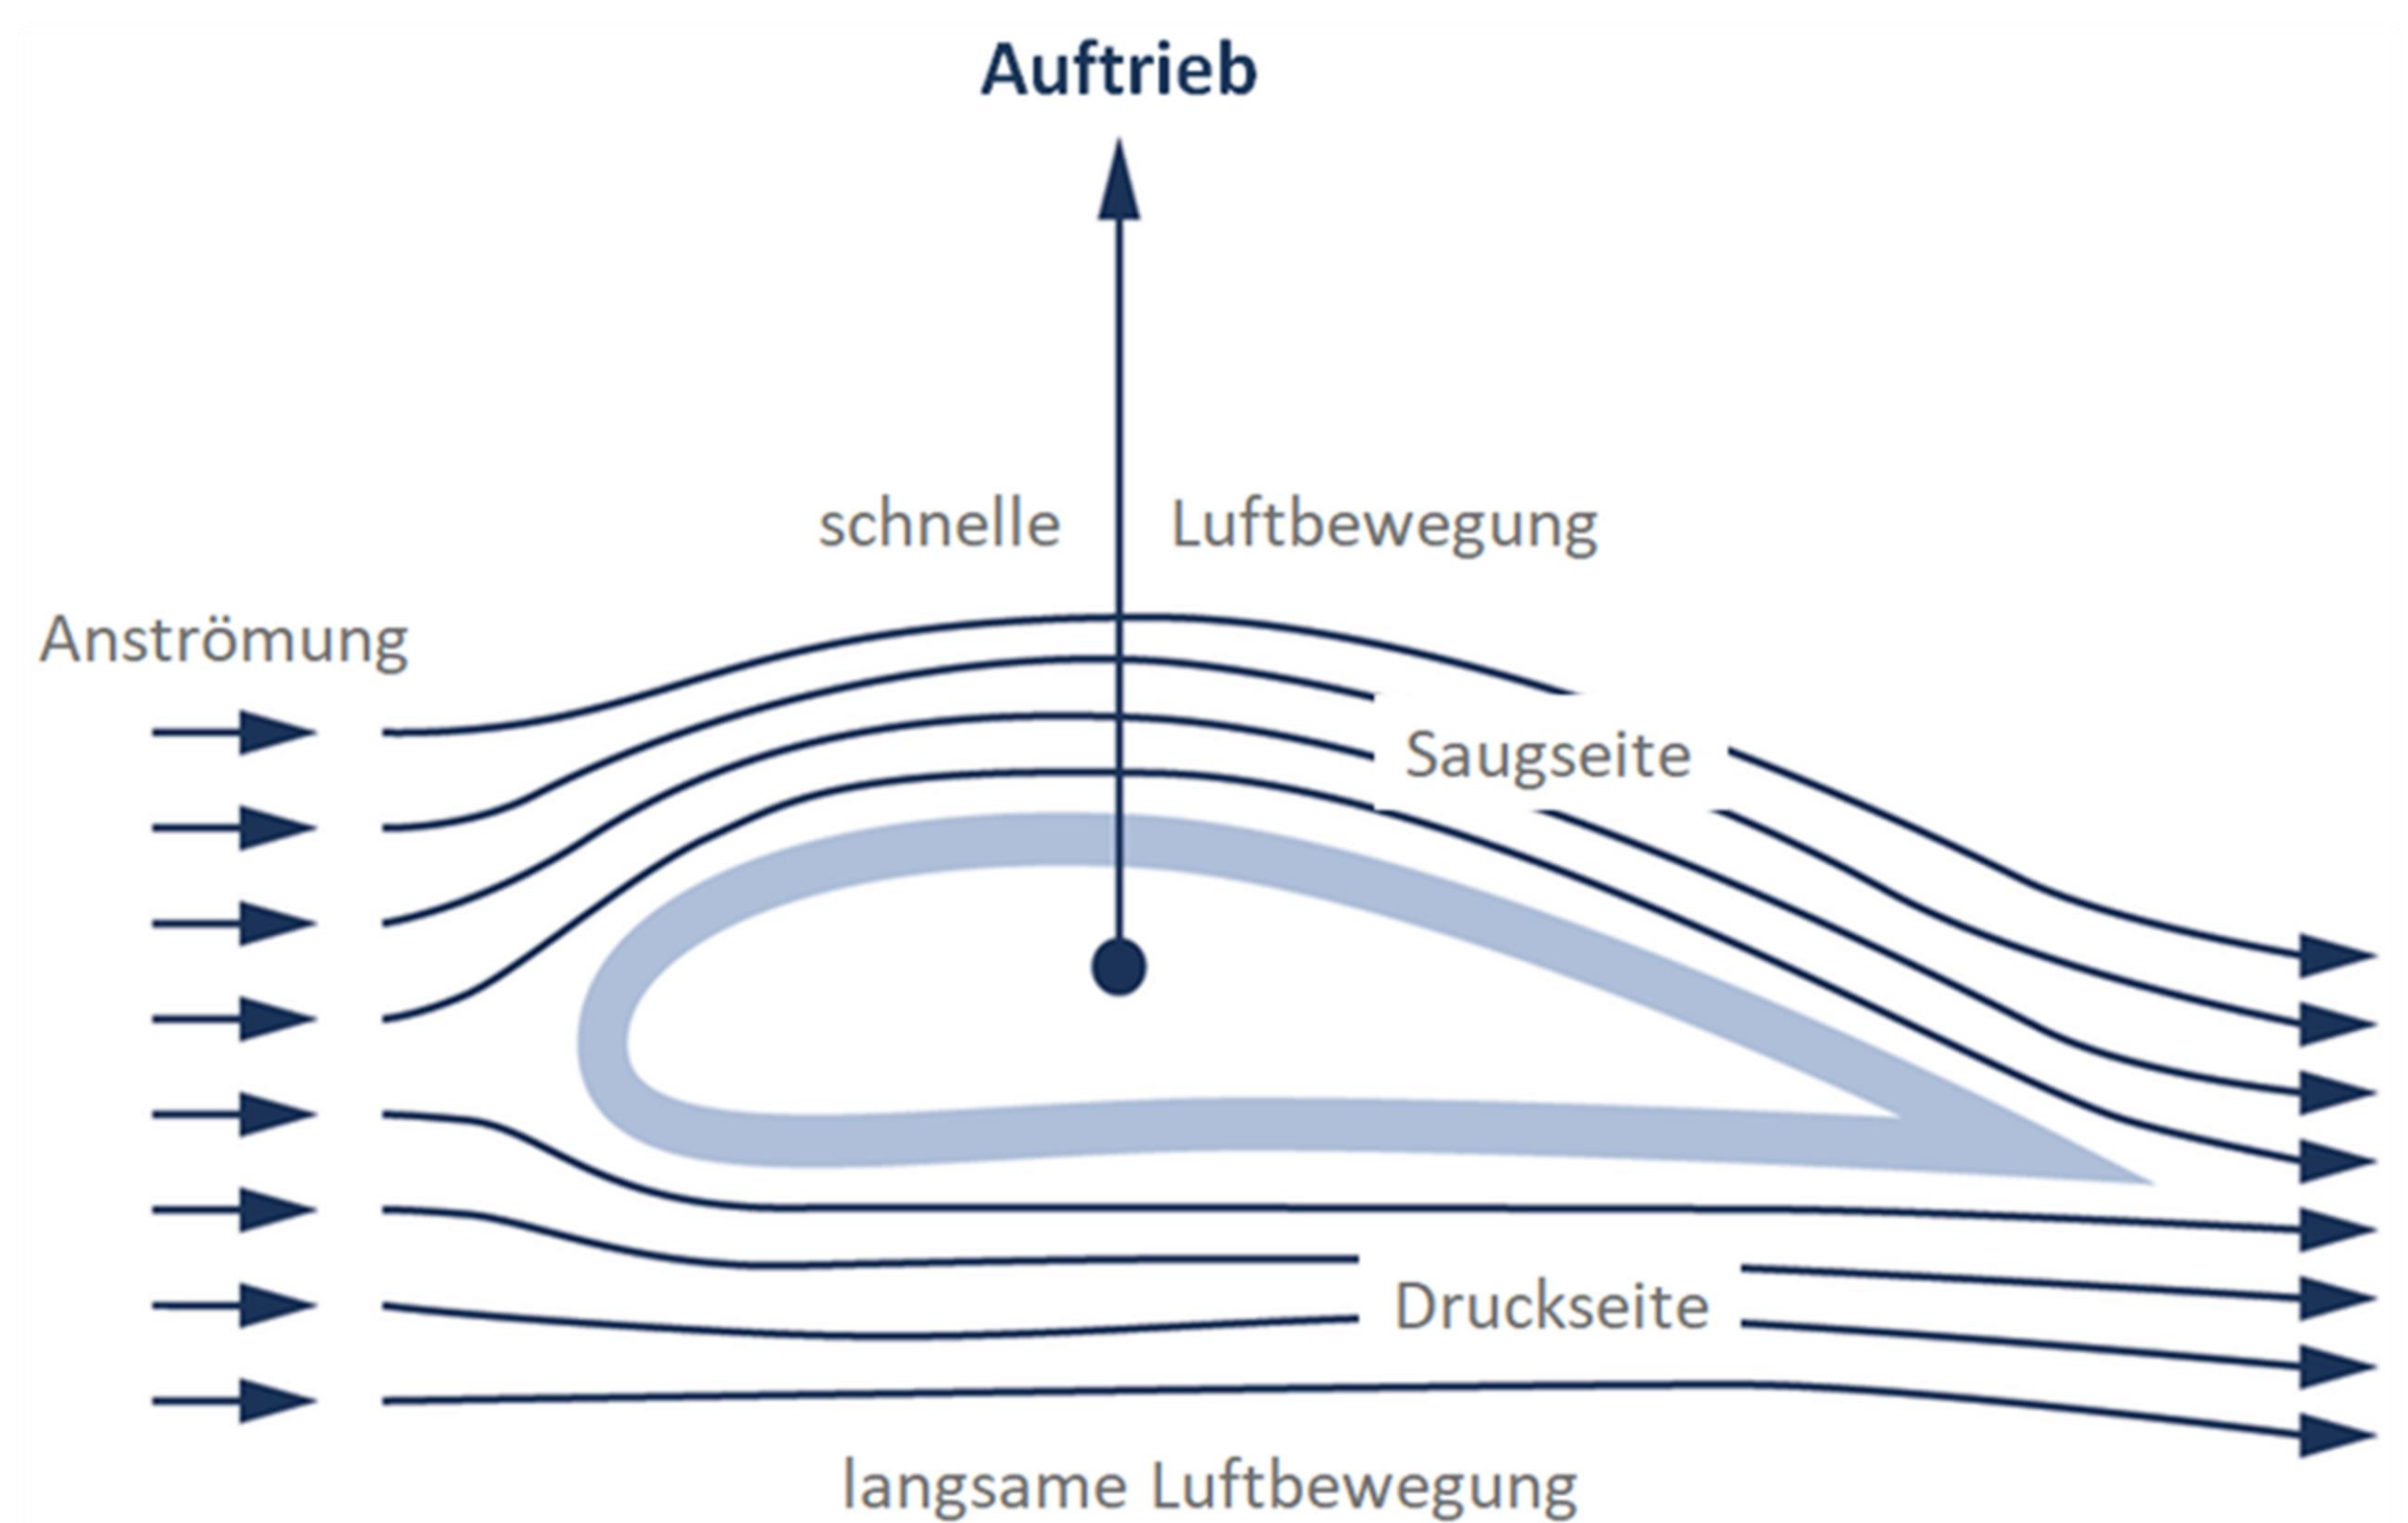 Auftrieb
schnelle Luftbewegung
Anströmung
Saugseite
Druckseite
langsame Luftbewegung